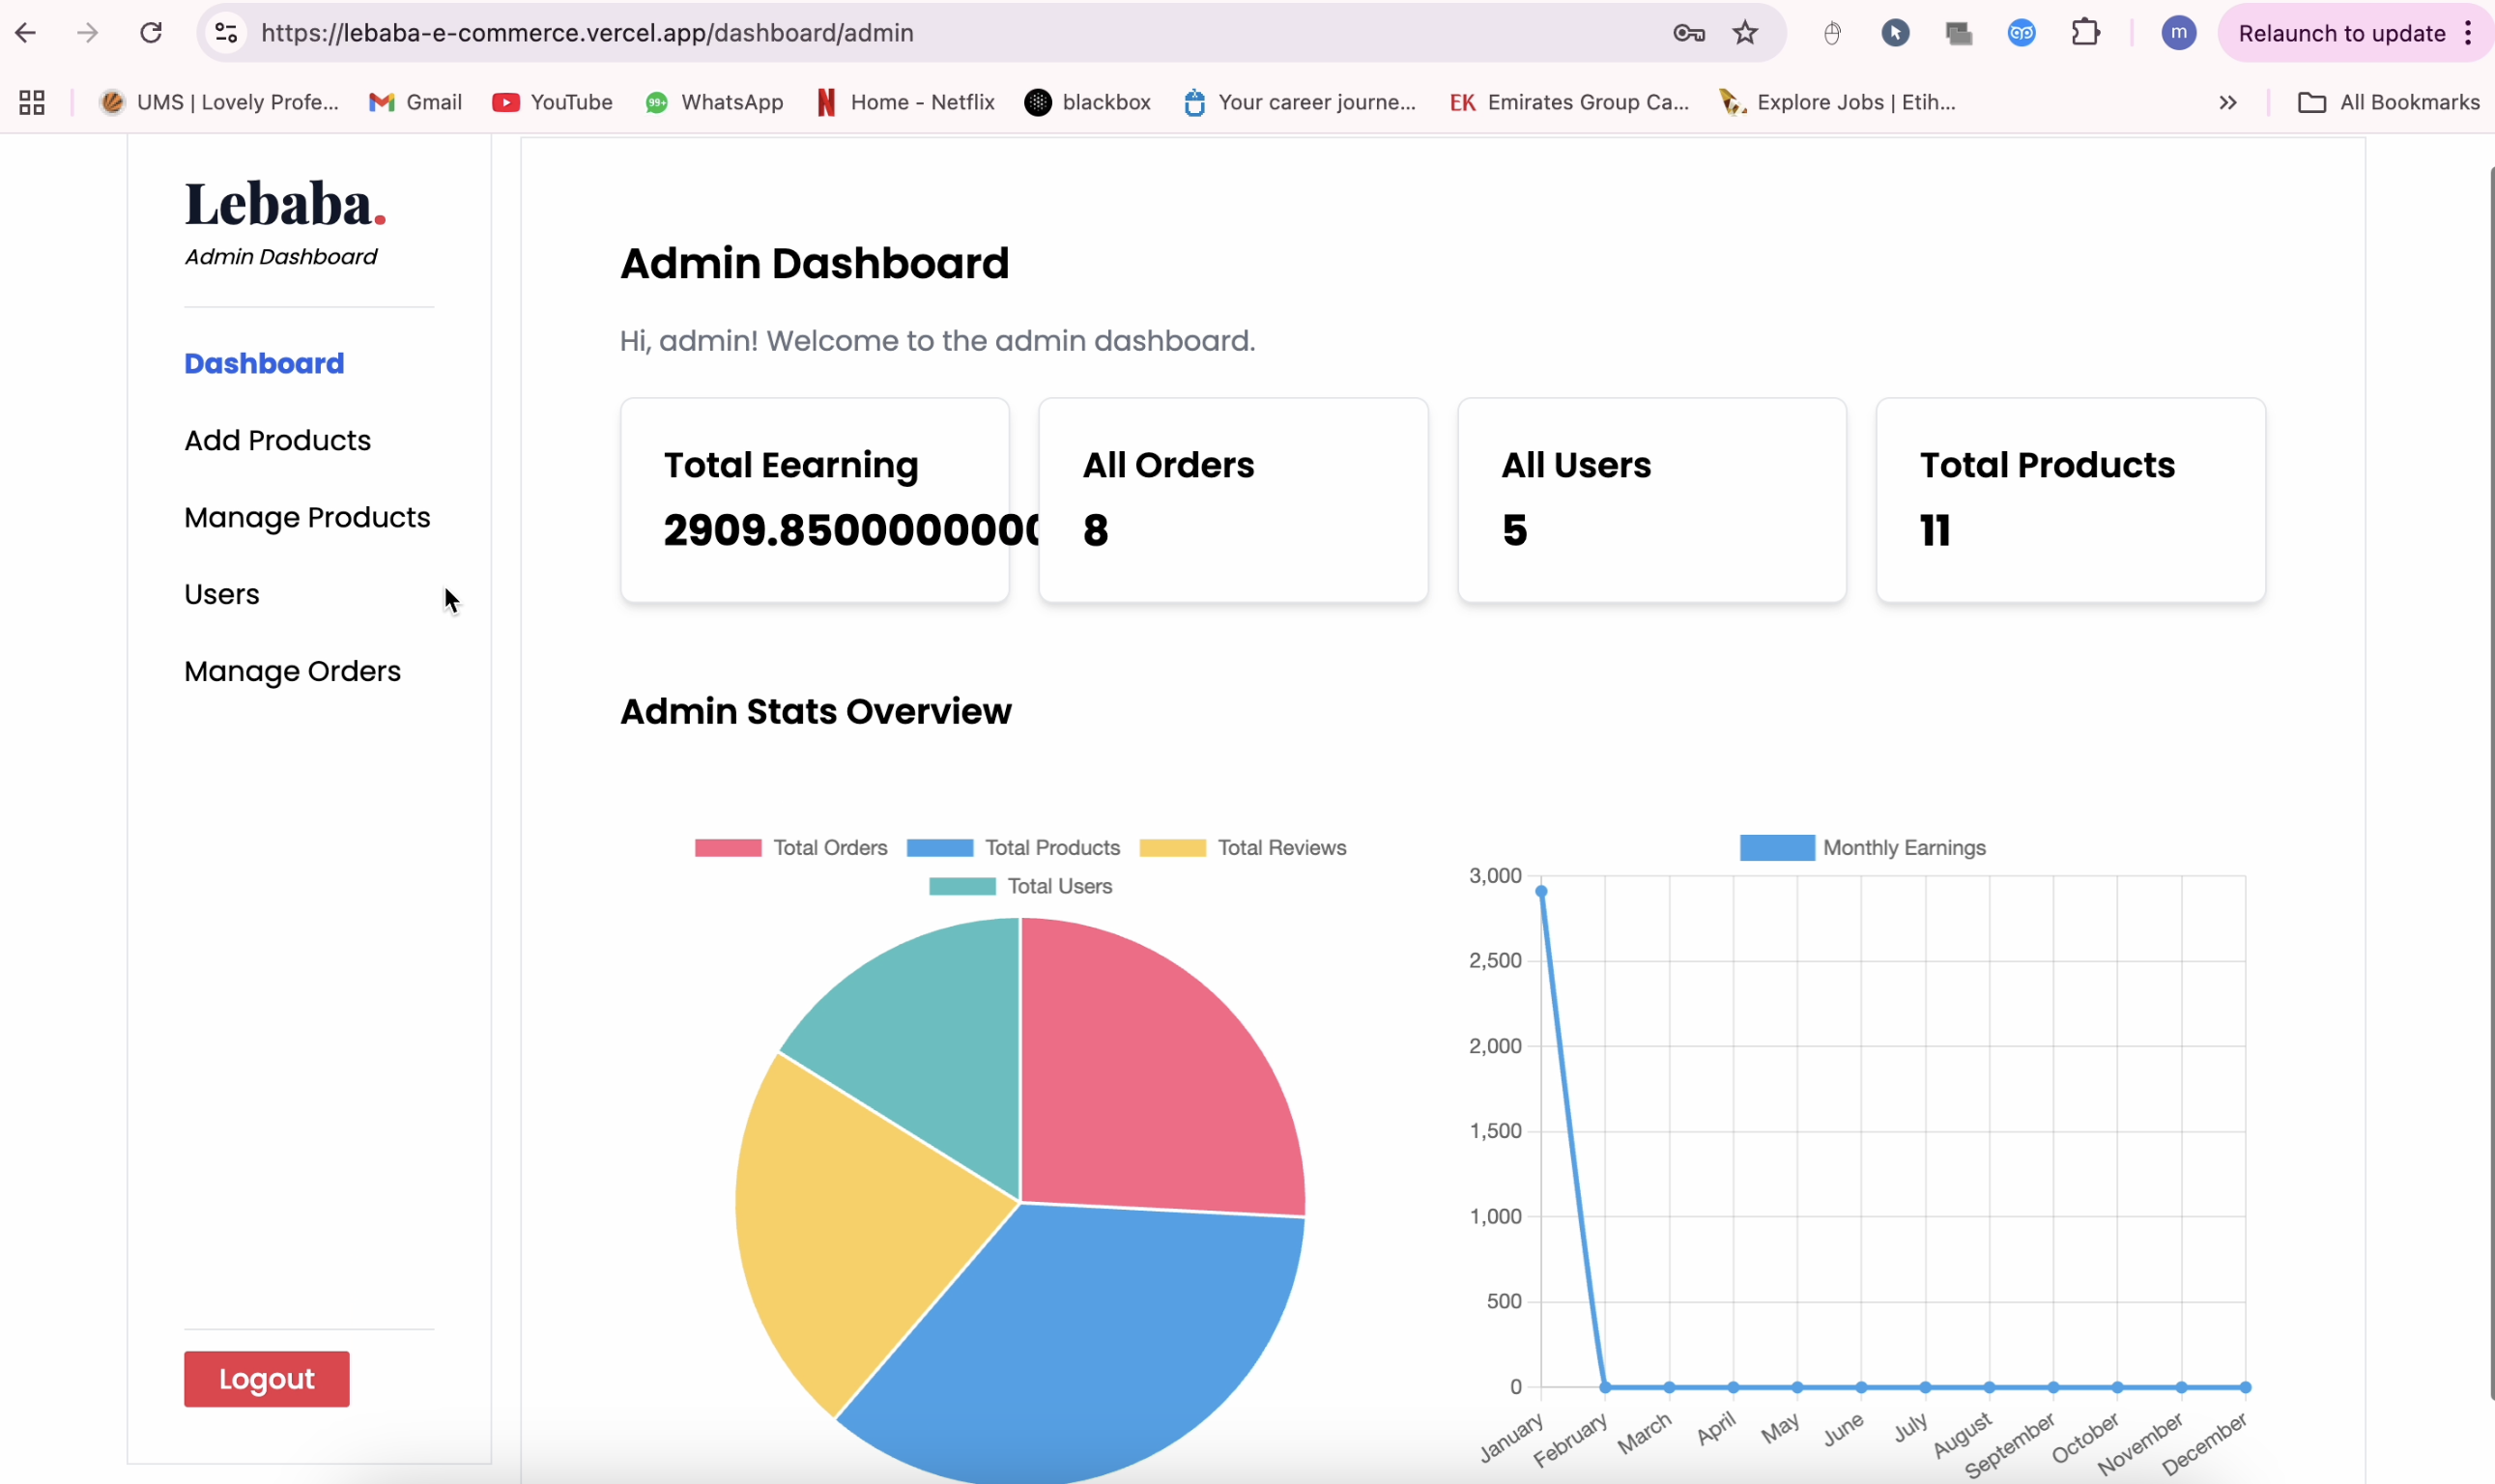 https://lebaba-e-commerce.vercel.app/dashboard/admin
m
Relaunch to update
UMS | Lovely Profe...
Gmail
YouTube
99+
WhatsApp
Home - Netflix
blackbox
Your career journe...
EK
Emirates Group Ca...
Explore Jobs | Etih...
All Bookmarks
Lebaba.
Admin Dashboard
Dashboard
Add Products
Manage Products
Users
Manage Orders
Logout
Admin Dashboard
Hi, admin! Welcome to the admin dashboard.
Total Eearning
2909.8500000000
All Orders
8
All Users
5
Total Products
11
Admin Stats Overview
Total Orders
Total Products
Total Reviews
Total Users
Monthly Earnings
3,000
2,500
2,000
1,500
1,000
500
0
January
February
March
April
May
June
July
August
September
October
November
December